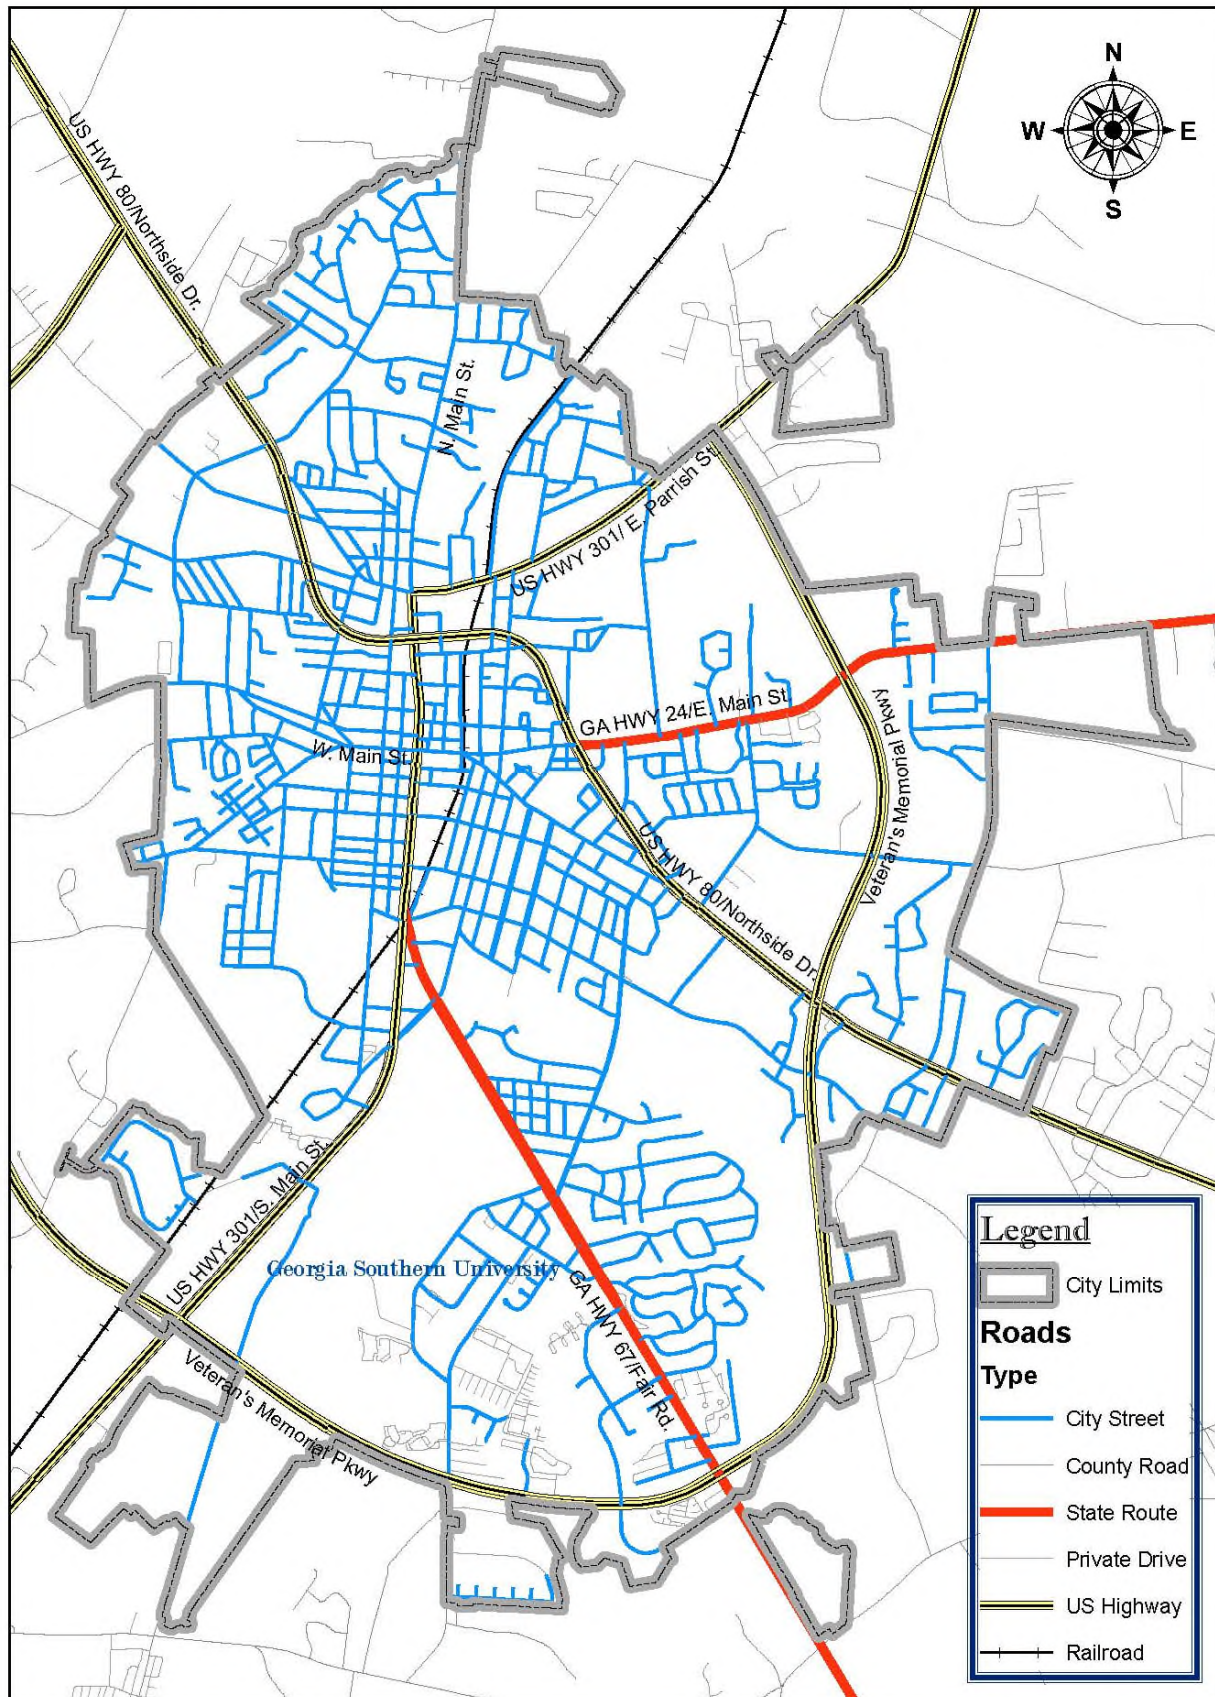 N
W
E
S
US HWY 80/Northside Dr.
N. Main St.
US HWY 301/ E. Parrish St.
GA HWY 24/E. Main St.
W. Main St.
Veteran's Memorial Pkwy
US HWY 80/Northside Dr.
US HWY 301/S. Main St.
Georgia Southern University
GA HWY 67/Fair Rd.
Veteran's Memorial Pkwy
Legend
City Limits
Roads
Type
City Street
County Road
State Route
Private Drive
US Highway
Railroad